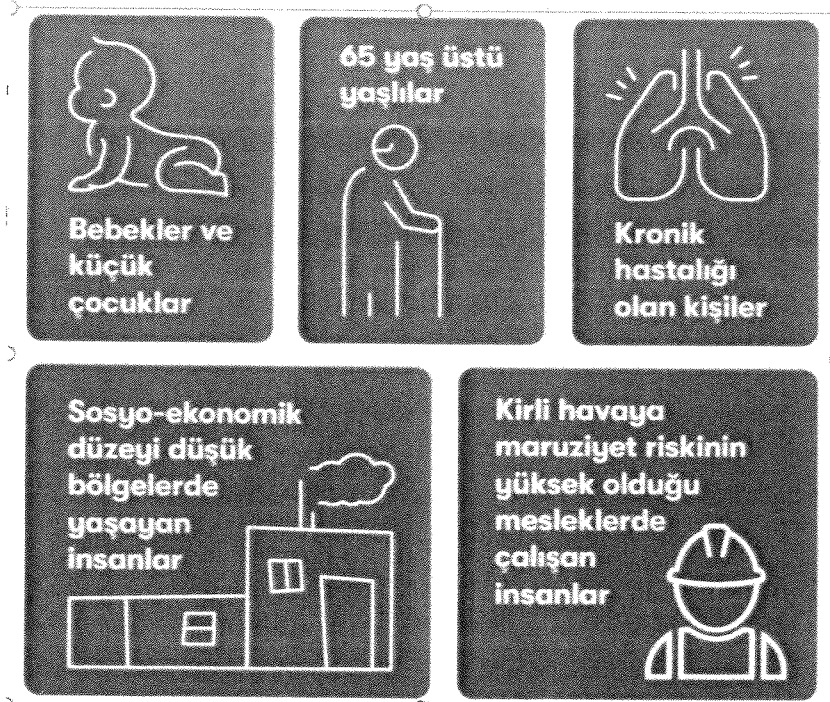 Bebekler ve
küçük
çocuklar
65 yaş üstü
yaşlılar
Kronik
hastalığı
olan kişiler
Sosyo-ekonomik
düzeyi düşük
bölgelerde
yaşayan
insanlar
Kirli havaya
maruziyet riskinin
yüksek olduğu
mesleklerde
çalışan
insanlar